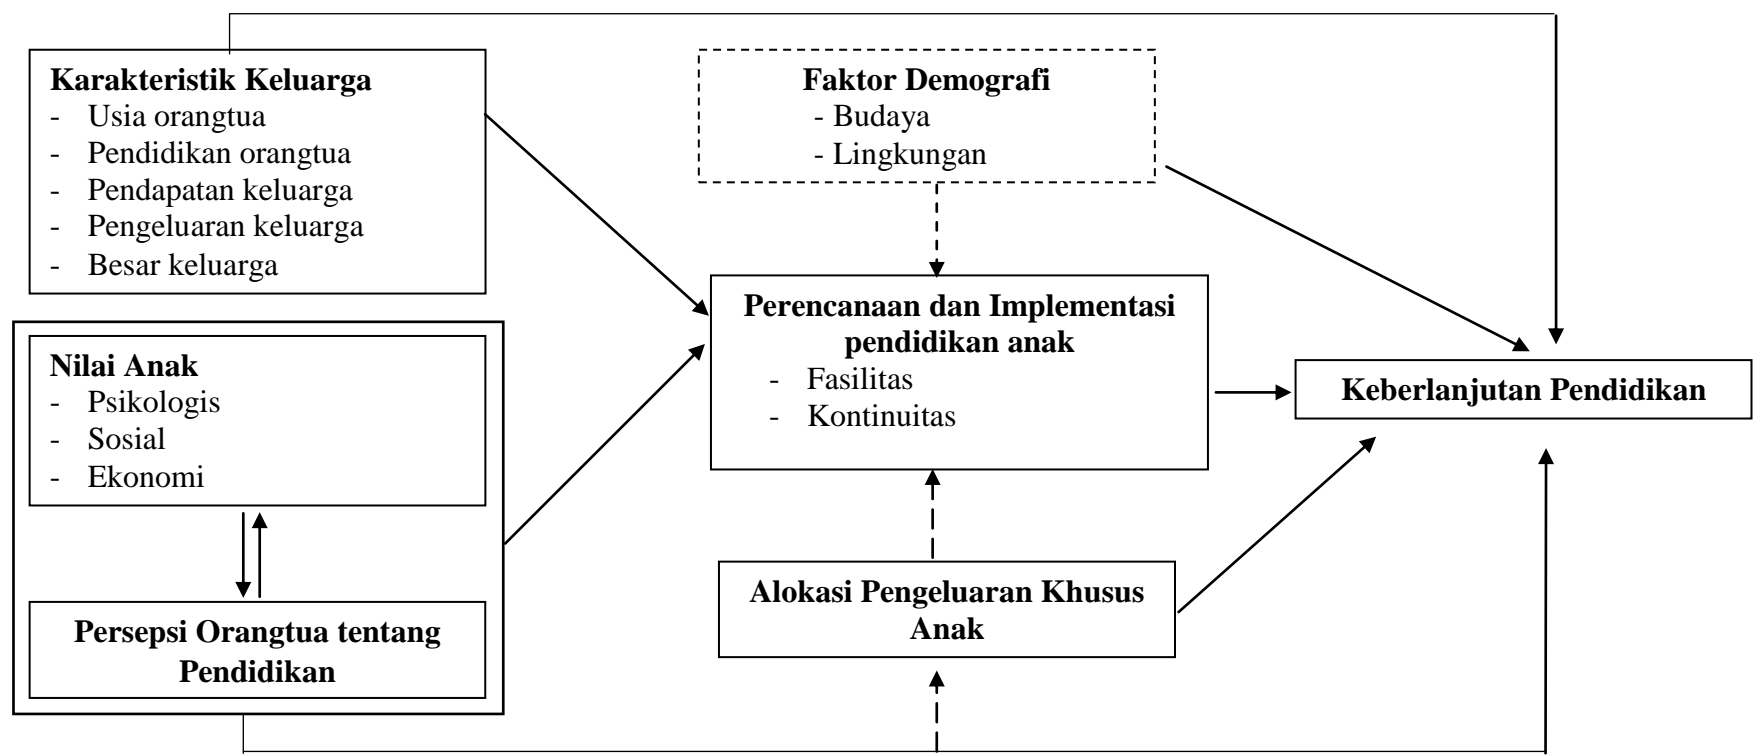 Karakteristik Keluarga
- Usia orangtua
- Pendidikan orangtua
- Pendapatan keluarga
- Pengeluaran keluarga
- Besar keluarga
Faktor Demografi
- Budaya
- Lingkungan
Nilai Anak
- Psikologis
- Sosial
- Ekonomi
Persepsi Orangtua tentang
Pendidikan
Perencanaan dan Implementasi
pendidikan anak
- Fasilitas
- Kontinuitas
Alokasi Pengeluaran Khusus
Anak
Keberlanjutan Pendidikan